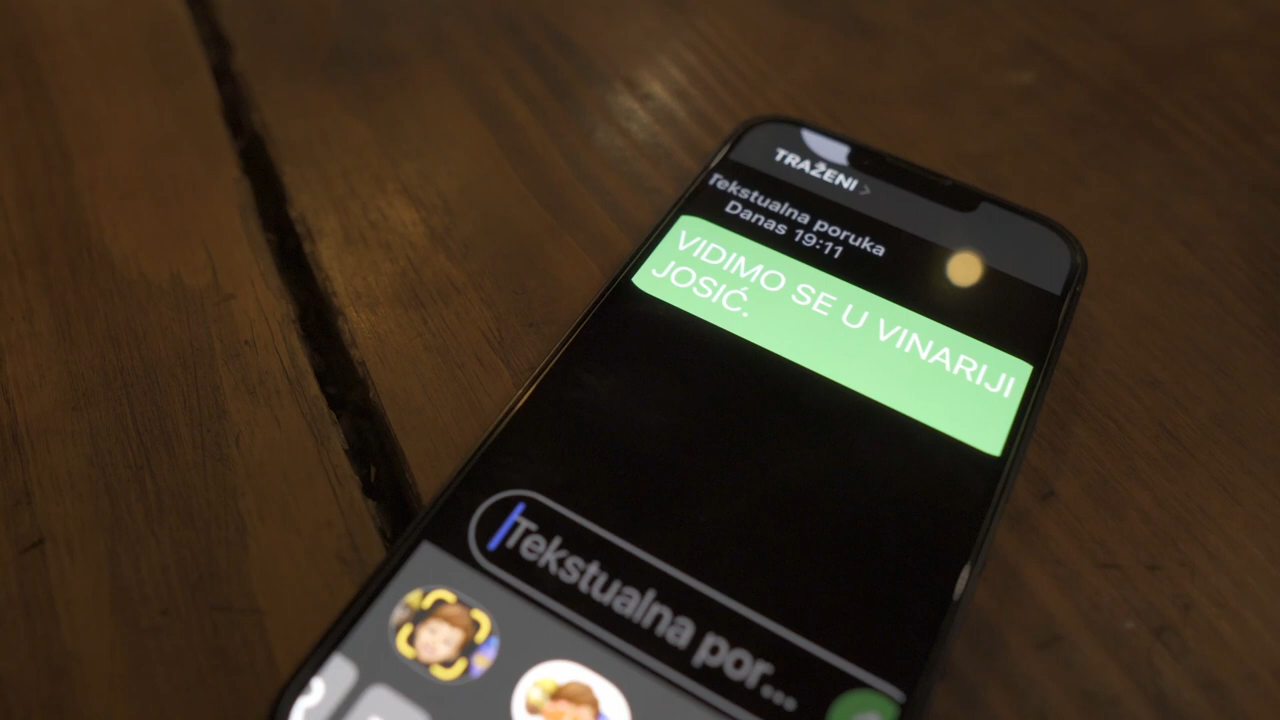 TRAŽENI >
Tekstualna poruka
Danas 19:11
VIDIMO SE U VINARIJI
JOSIĆ.
Tekstualna por...